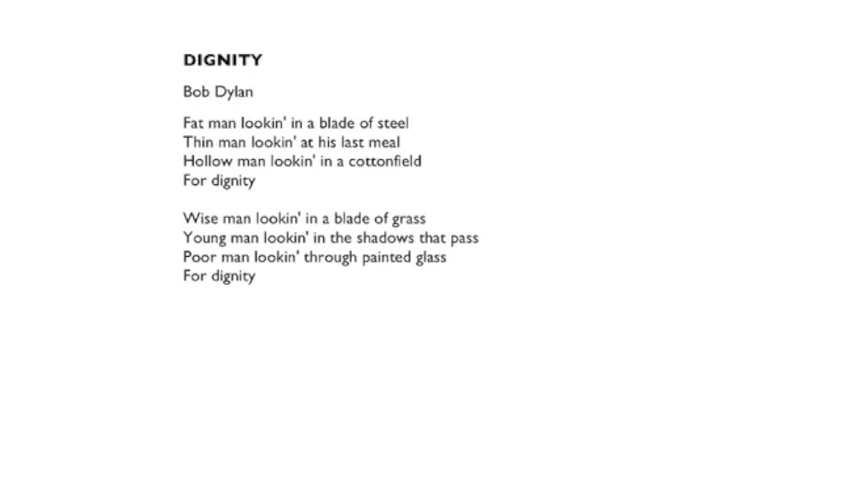 DIGNITY
Bob Dylan
Fat man lookin' in a blade of steel
Thin man lookin' at his last meal
Hollow man lookin' in a cottonfield
For dignity
Wise man lookin' in a blade of grass
Young man lookin' in the shadows that pass
Poor man lookin' through painted glass
For dignity